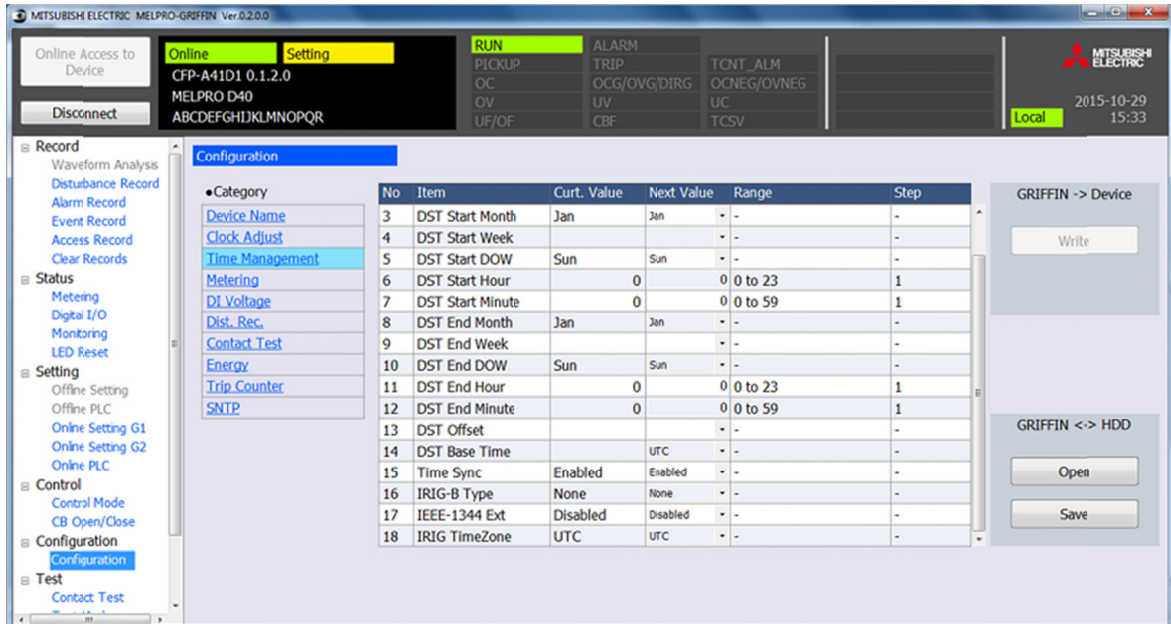 MITSUBISHI ELECTRIC MELPRO-GRIFFIN Ver.0.2.0.0
Online Access to
Device
Disconnect
Online Setting
CFP-A41D1 0.1.2.0
MELPRO D40
ABCDEFGHIJKLMNOPQR
RUN ALARM
PICKUP TRIP TCNT_ALM
OC OCG/OVG/DIRG OCNEG/OVNEG
OV UV UC
UF/OF CBF TCSV
MITSUBISHI
ELECTRIC
2015-10-29
Local 15:33
Record
Waveform Analysis
Disturbance Record
Alarm Record
Event Record
Access Record
Clear Records
Status
Metering
Digital I/O
Monitoring
LED Reset
Setting
Offline Setting
Offline PLC
Online Setting G1
Online Setting G2
Online PLC
Control
Control Mode
CB Open/Close
Configuration
Configuration
Test
Contact Test
Configuration
●Category
Device Name
Clock Adjust
Time Management
Metering
DI Voltage
Dist. Rec.
Contact Test
Energy
Trip Counter
SNTP
No Item Curt. Value Next Value Range Step
3 DST Start Month Jan Jan - -
4 DST Start Week - -
5 DST Start DOW Sun Sun - -
6 DST Start Hour 0 0 0 to 23 1
7 DST Start Minute 0 0 0 to 59 1
8 DST End Month Jan Jan - -
9 DST End Week - -
10 DST End DOW Sun Sun - -
11 DST End Hour 0 0 0 to 23 1
12 DST End Minute 0 0 0 to 59 1
13 DST Offset - -
14 DST Base Time UTC - -
15 Time Sync Enabled Enabled - -
16 IRIG-B Type None None - -
17 IEEE-1344 Ext Disabled Disabled - -
18 IRIG TimeZone UTC UTC - -
GRIFFIN -> Device
Write
GRIFFIN <-> HDD
Open
Save